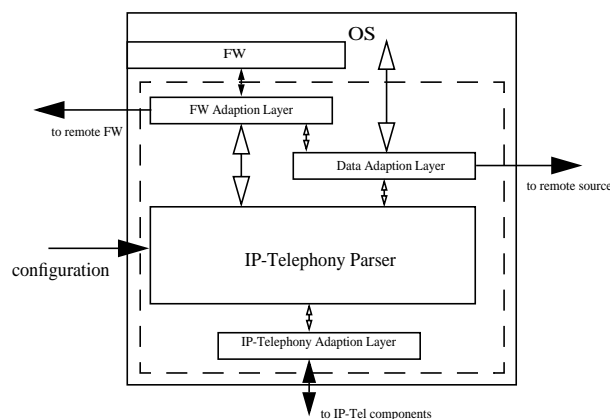 OS
FW
FW Adaption Layer
to remote FW
Data Adaption Layer
to remote source
IP-Telephony Parser
configuration
IP-Telephony Adaption Layer
to IP-Tel components